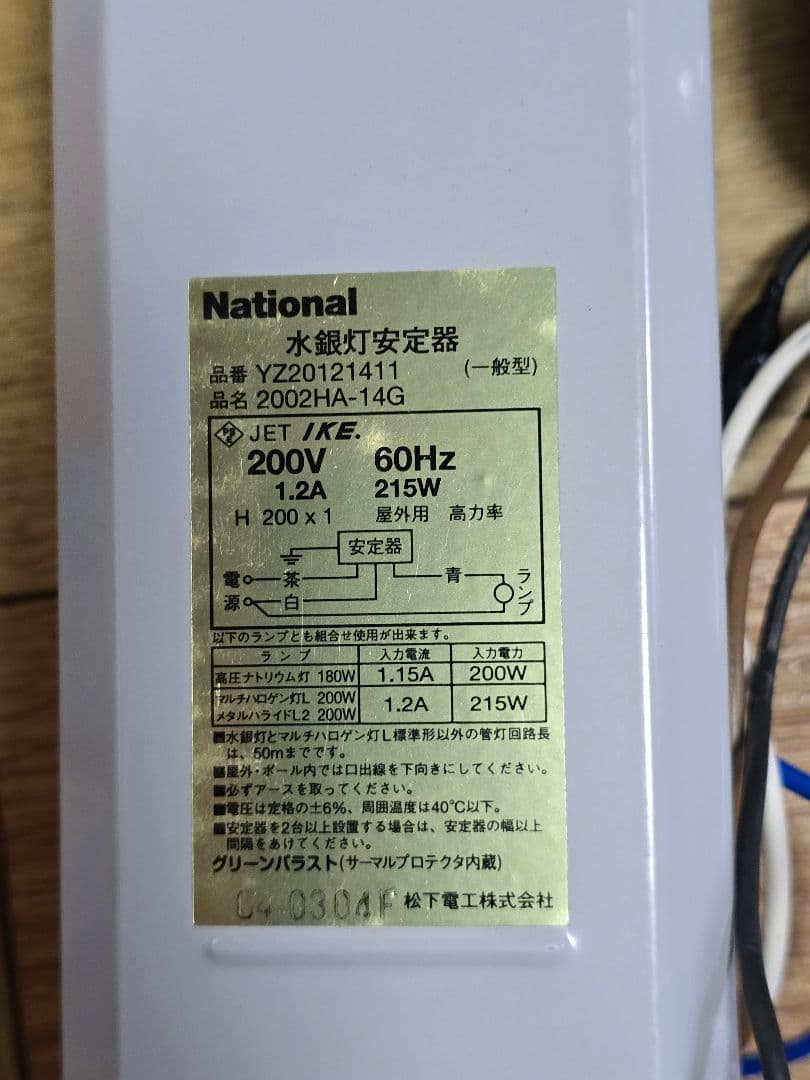 National
水銀灯安定器
品番 YZ20121411 (一般型)
品名 2002HA-14G
PS E JET IKE.
200V 60Hz
1.2A 215W
H 200 x 1 屋外用 高力率
安定器
電 茶 青 ランプ
源 白
以下のランプとも組合せ使用が出来ます。
ランプ 入力電流 入力電力
高圧ナトリウム灯 180W 1.15A 200W
マルチハロゲン灯L 200W 1.2A 215W
メタルハライドL2 200W
■水銀灯とマルチハロゲン灯L標準形以外の管灯回路長
は、50mまでです。
■屋外・ポール内では口出線を下向きにしてください。
■必ずアースを取ってください。
■電圧は定格の±6%、周囲温度は40℃以下。
■安定器を2台以上設置する場合は、安定器の幅以上
間隔をあけてください。
グリーンバラスト(サーマルプロテクタ内蔵)
松下電工株式会社